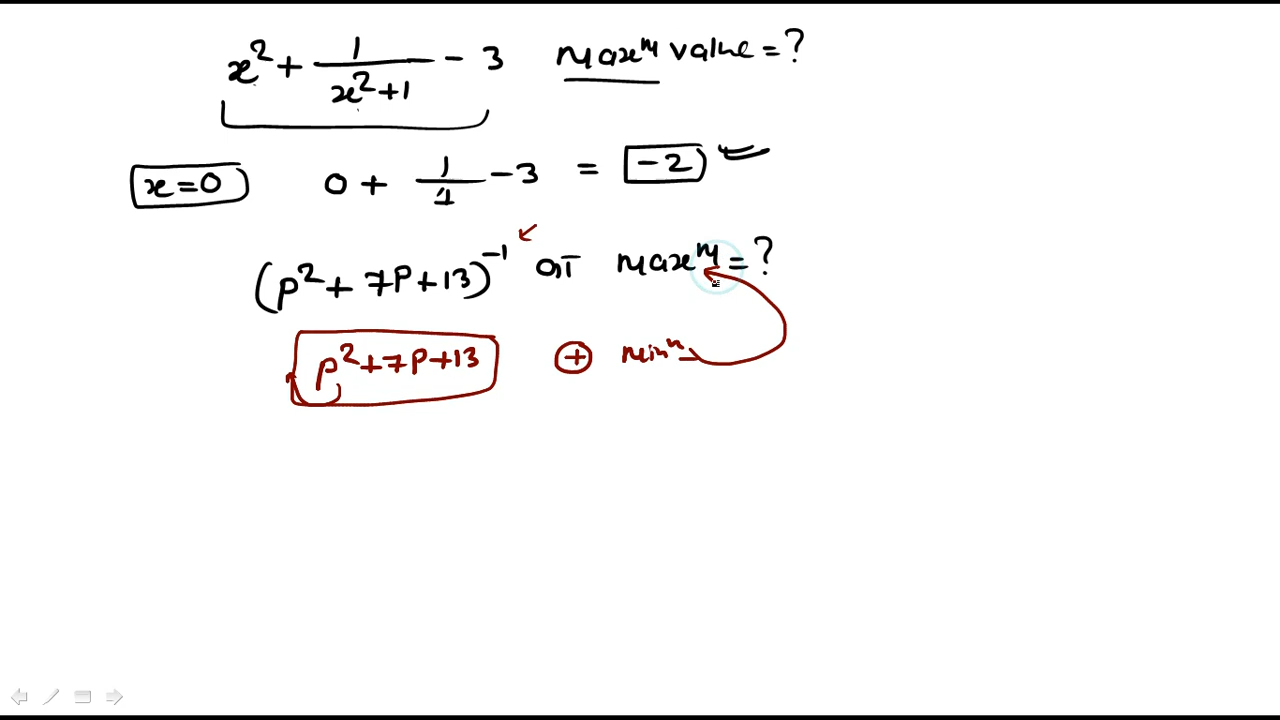 x² + 1/(x²+1) - 3 maxᵐ value = ?
x=0 0 + 1/1 - 3 = -2
(p² + 7p + 13)⁻¹ का maxᵐ = ?
p² + 7p + 13 + minᵐ